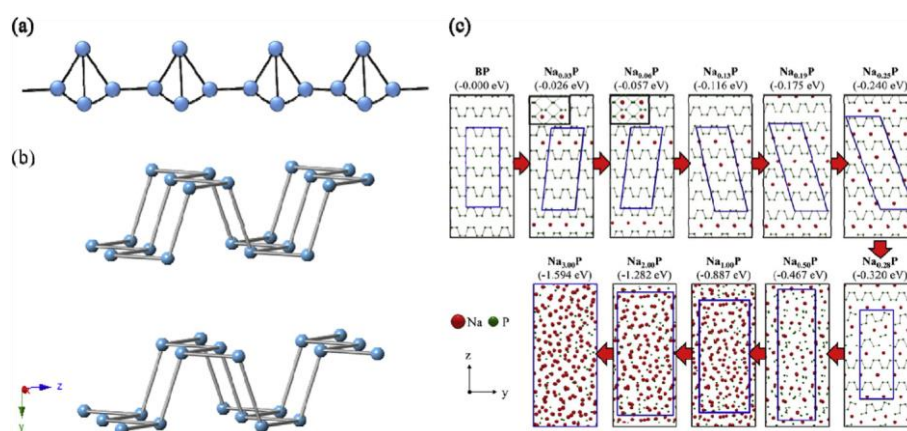 (a)
(b)
z
y
(c)
BP Na0.03P Na0.06P Na0.13P Na0.19P Na0.25P
(-0.000 eV) (-0.026 eV) (-0.057 eV) (-0.116 eV) (-0.175 eV) (-0.240 eV)
Na3.00P Na2.00P Na1.00P Na0.50P Na0.28P
(-1.594 eV) (-1.282 eV) (-0.887 eV) (-0.467 eV) (-0.320 eV)
Na P
z
y